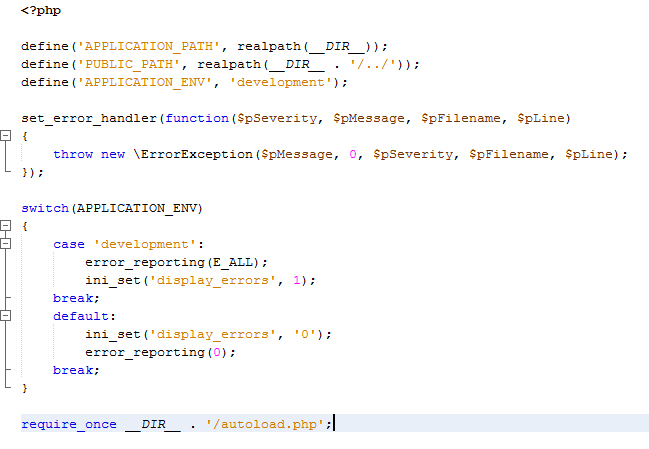 <?php

define('APPLICATION_PATH', realpath(__DIR__));
define('PUBLIC_PATH', realpath(__DIR__ . '/../'));
define('APPLICATION_ENV', 'development');

set_error_handler(function($pSeverity, $pMessage, $pFilename, $pLine)
{
    throw new \ErrorException($pMessage, 0, $pSeverity, $pFilename, $pLine);
});

switch(APPLICATION_ENV)
{
    case 'development':
        error_reporting(E_ALL);
        ini_set('display_errors', 1);
    break;
    default:
        ini_set('display_errors', '0');
        error_reporting(0);
    break;
}

require_once __DIR__ . '/autoload.php';